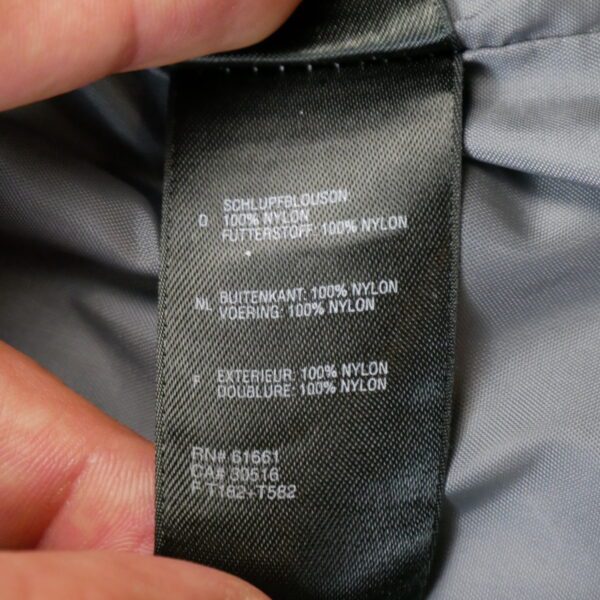 SCHLUPFBLOUSON
D 100% NYLON
FUTTERSTOFF: 100% NYLON
NL BUITENKANT: 100% NYLON
VOERING: 100% NYLON
F EXTERIEUR: 100% NYLON
DOUBLURE: 100% NYLON
RN# 61661
CA# 30516
F T182+T582